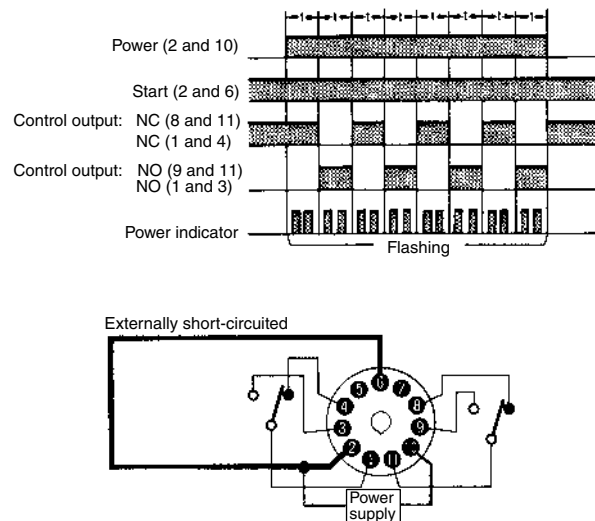 t t t t t t t t
Power (2 and 10)
Start (2 and 6)
Control output: NC (8 and 11)
NC (1 and 4)
Control output: NO (9 and 11)
NO (1 and 3)
Power indicator
Flashing
Externally short-circuited
6
5 7
4 8
3 9
2 10
1 11
Power
supply